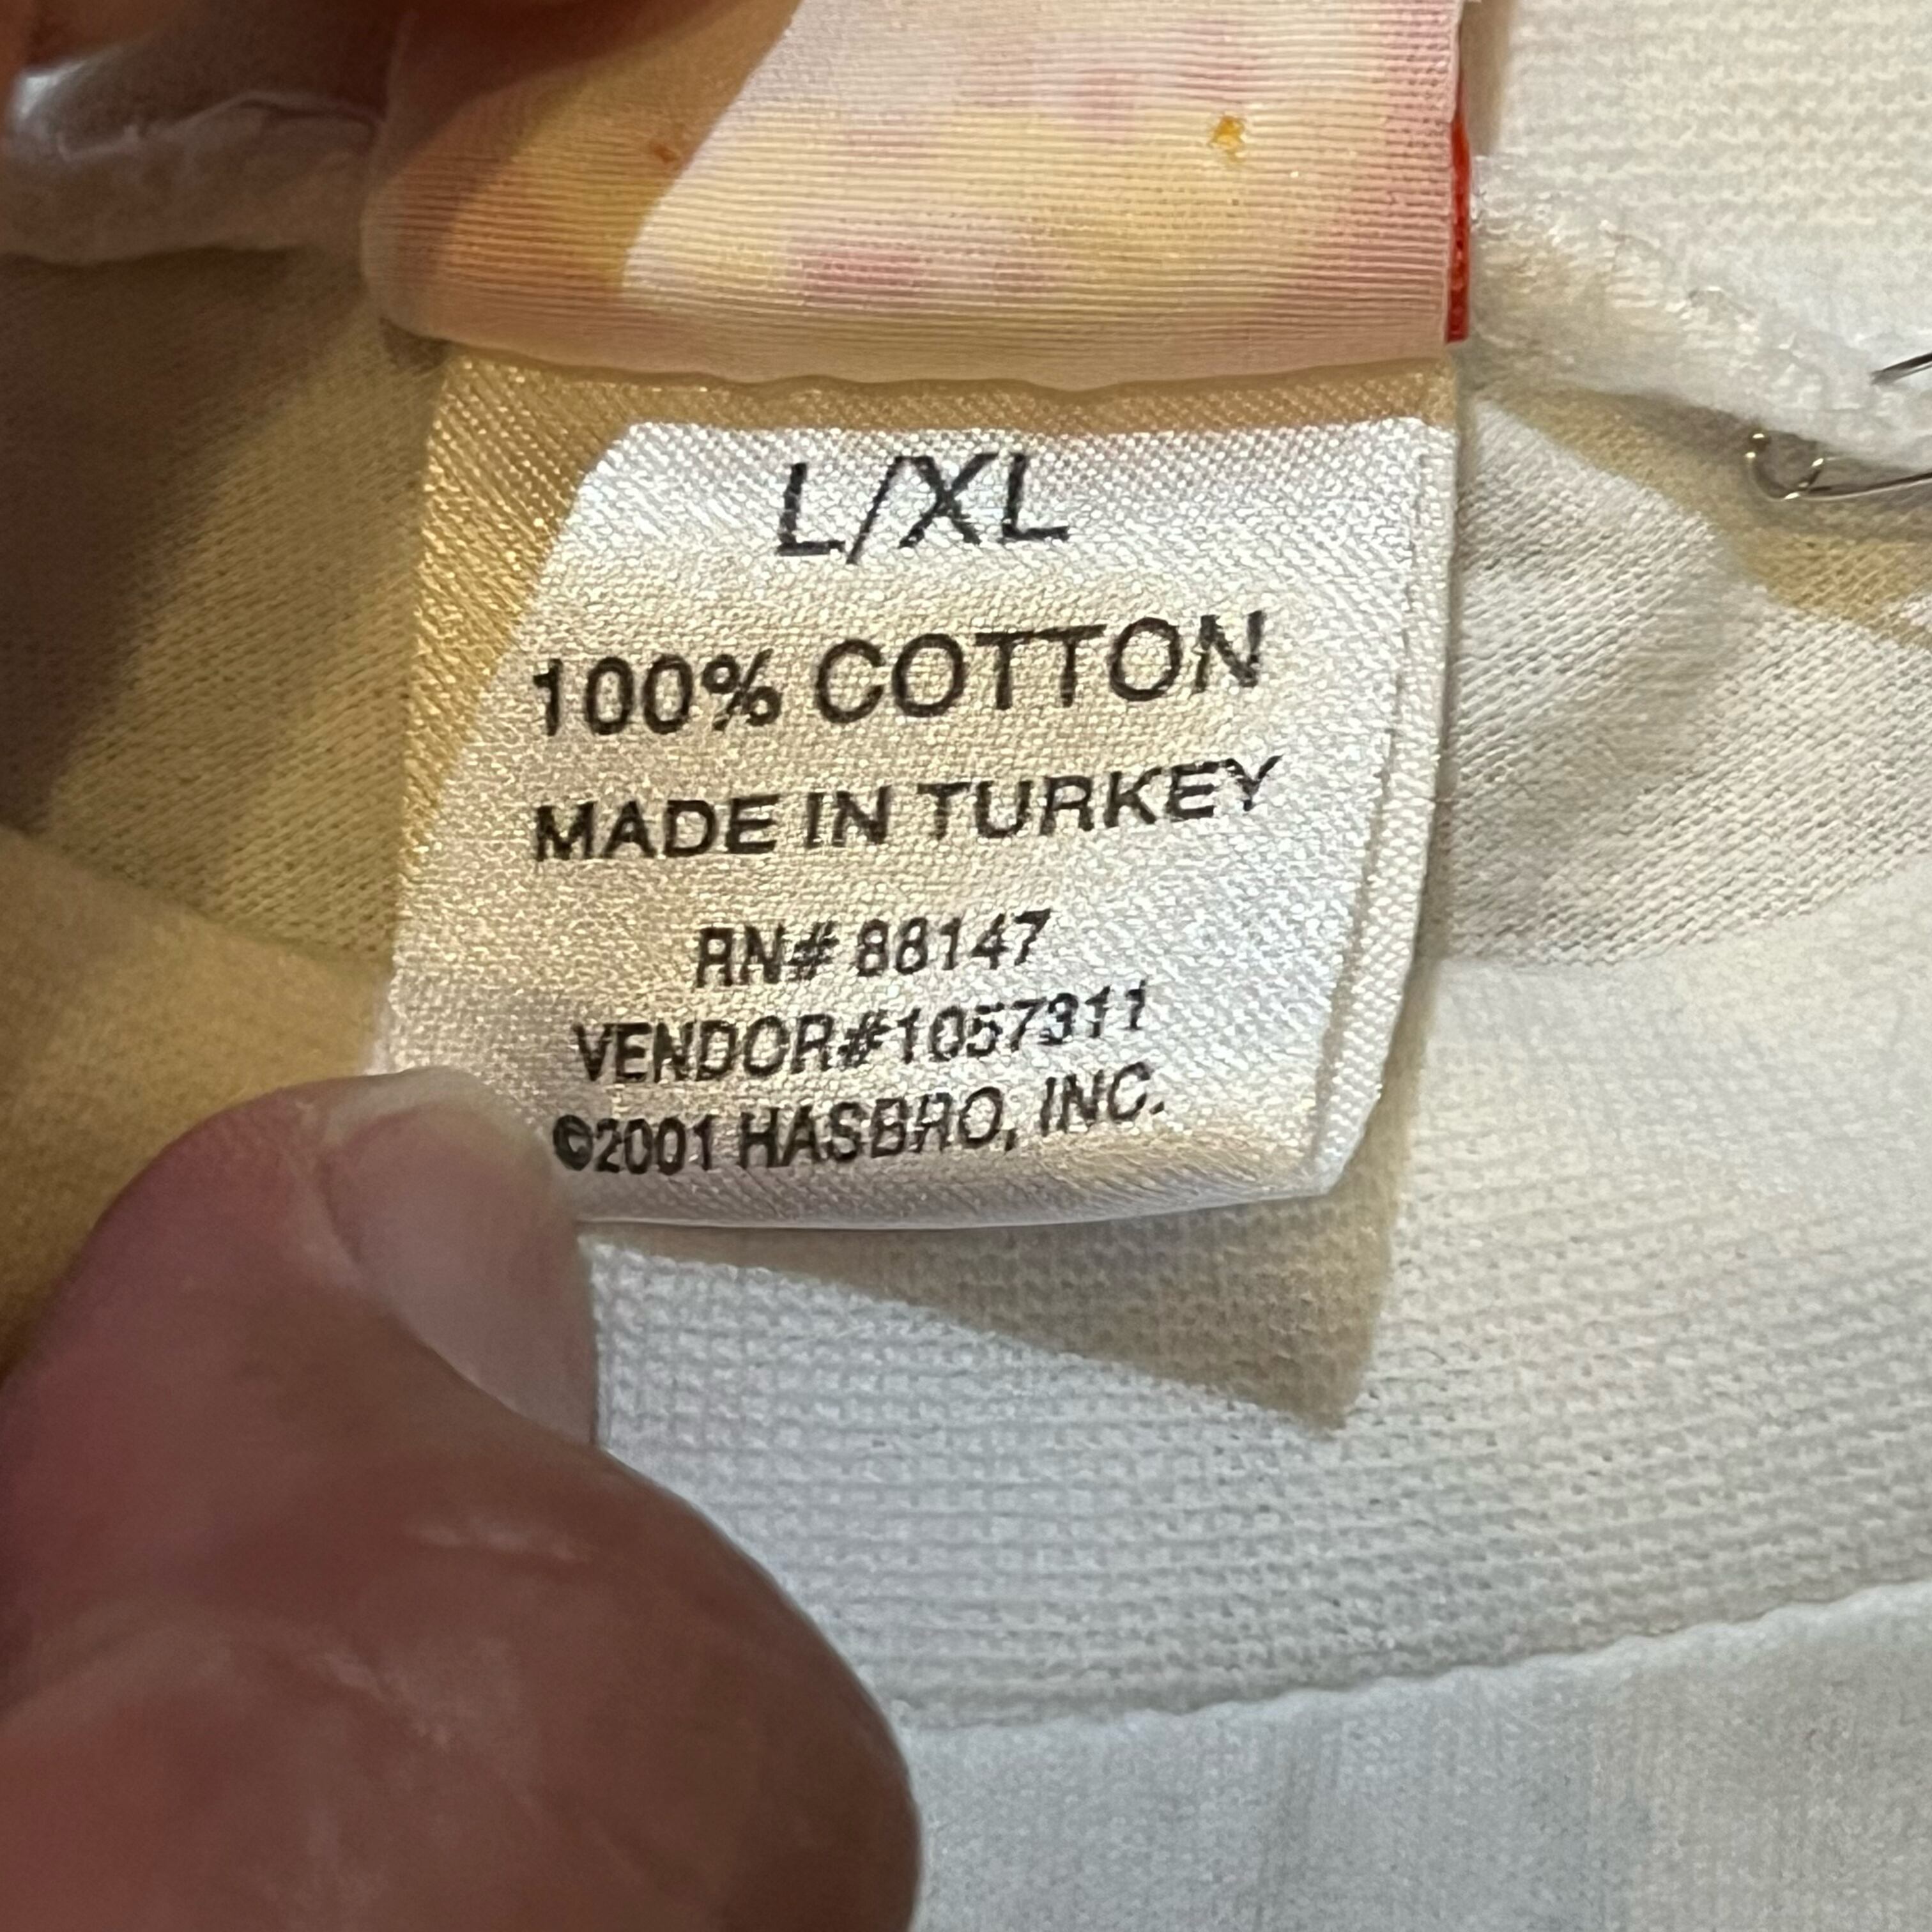 L/XL
100% COTTON
MADE IN TURKEY
RN# 88147
VENDOR#1057311
©2001 HASBRO, INC.